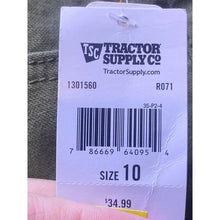 TSC TRACTOR
SUPPLY CO
TractorSupply.com
1301560 R071
35-P2-4
7 86669 64095 4
SIZE 10
$34.99